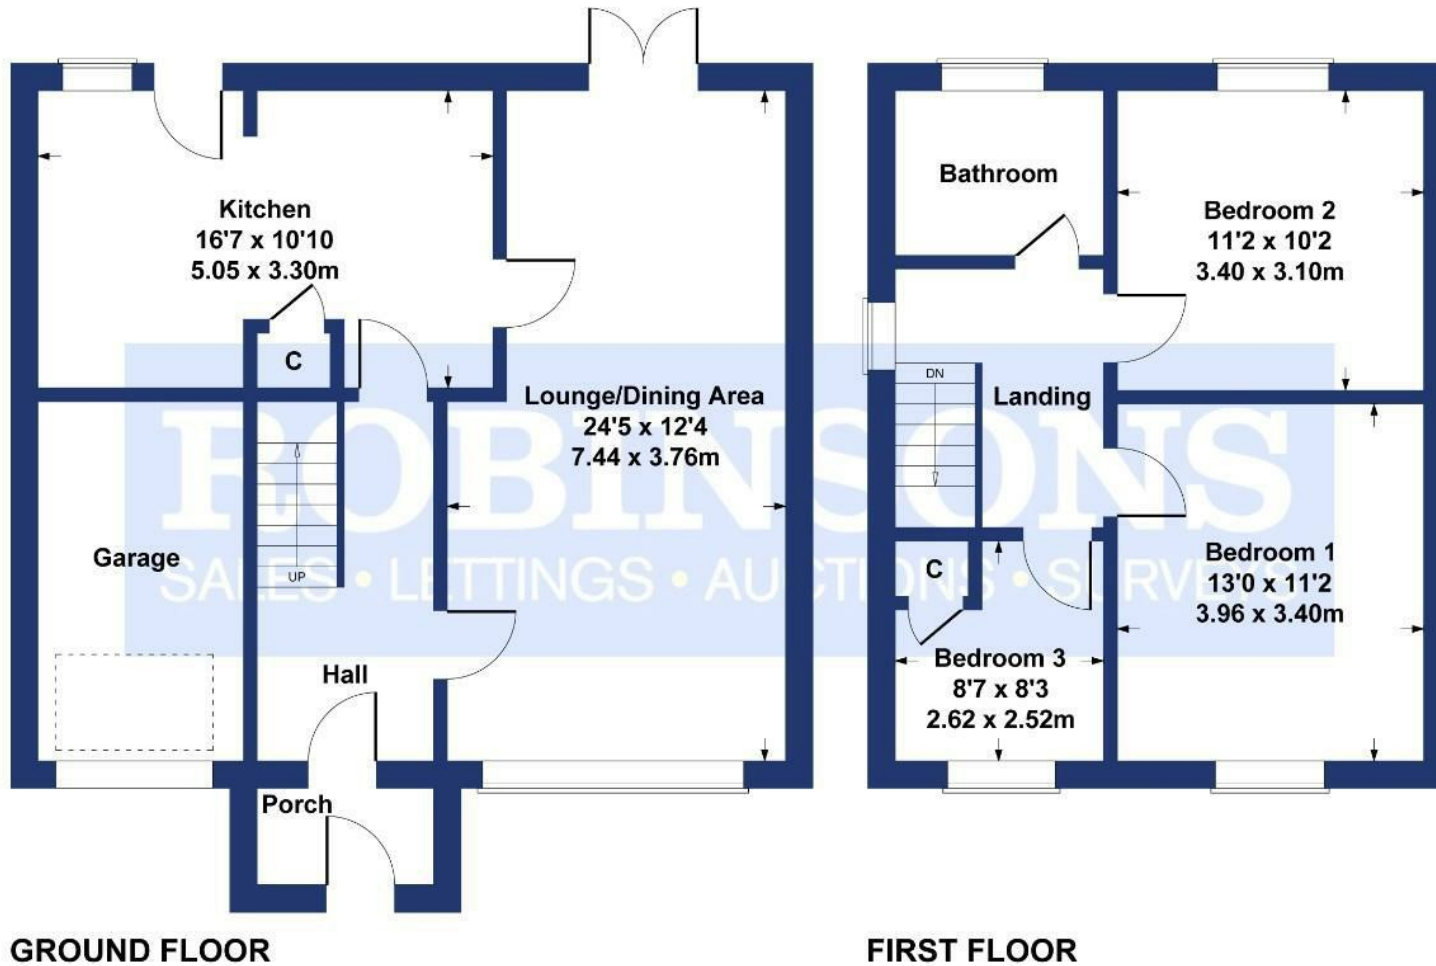 Kitchen
16'7 x 10'10
5.05 x 3.30m
C
Lounge/Dining Area
24'5 x 12'4
7.44 x 3.76m
Garage
UP
Hall
Porch
GROUND FLOOR
Bathroom
Bedroom 2
11'2 x 10'2
3.40 x 3.10m
DN
Landing
C
Bedroom 1
13'0 x 11'2
3.96 x 3.40m
Bedroom 3
8'7 x 8'3
2.62 x 2.52m
FIRST FLOOR
ROBINSONS
SALES • LETTINGS • AUCTIONS • SURVEYS